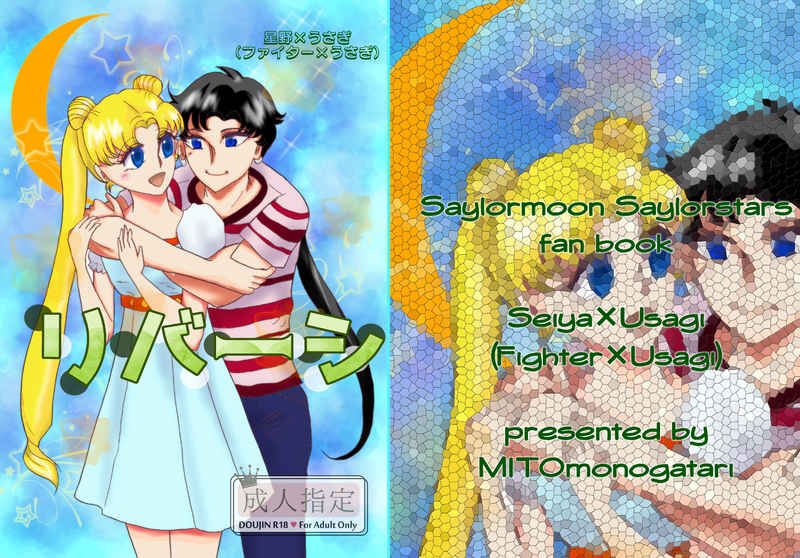 星野×うさぎ
(ファイター×うさぎ)
リバーシ
成人指定
DOUJIN R18 ♥ For Adult Only
Saylormoon Saylorstars
fan book
Seiya×Usagi
(Fighter×Usagi)
presented by
MITOmonogatari